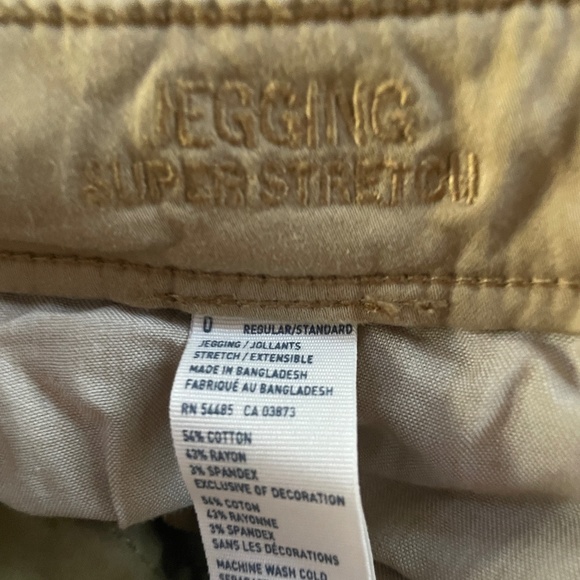 JEGGING
SUPER STRETCH
0 REGULAR/STANDARD
JEGGING / JOLLANTS
STRETCH / EXTENSIBLE
MADE IN BANGLADESH
FABRIQUÉ AU BANGLADESH
RN 54485 CA 03873
54% COTTON
43% RAYON
3% SPANDEX
EXCLUSIVE OF DECORATION
54% COTON
43% RAYONNE
3% SPANDEX
SANS LES DÉCORATIONS
MACHINE WASH COLD